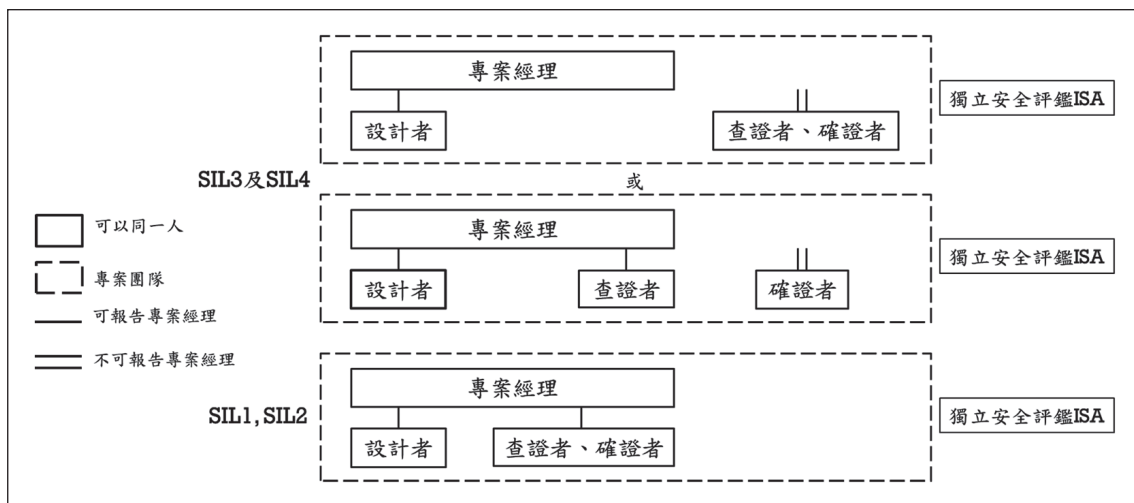 專案經理
設計者
查證者、確證者
獨立安全評鑑ISA
SIL3及SIL4
或
專案經理
設計者
查證者
確證者
獨立安全評鑑ISA
可以同一人
專案團隊
可報告專案經理
不可報告專案經理
專案經理
SIL1, SIL2
設計者
查證者、確證者
獨立安全評鑑ISA